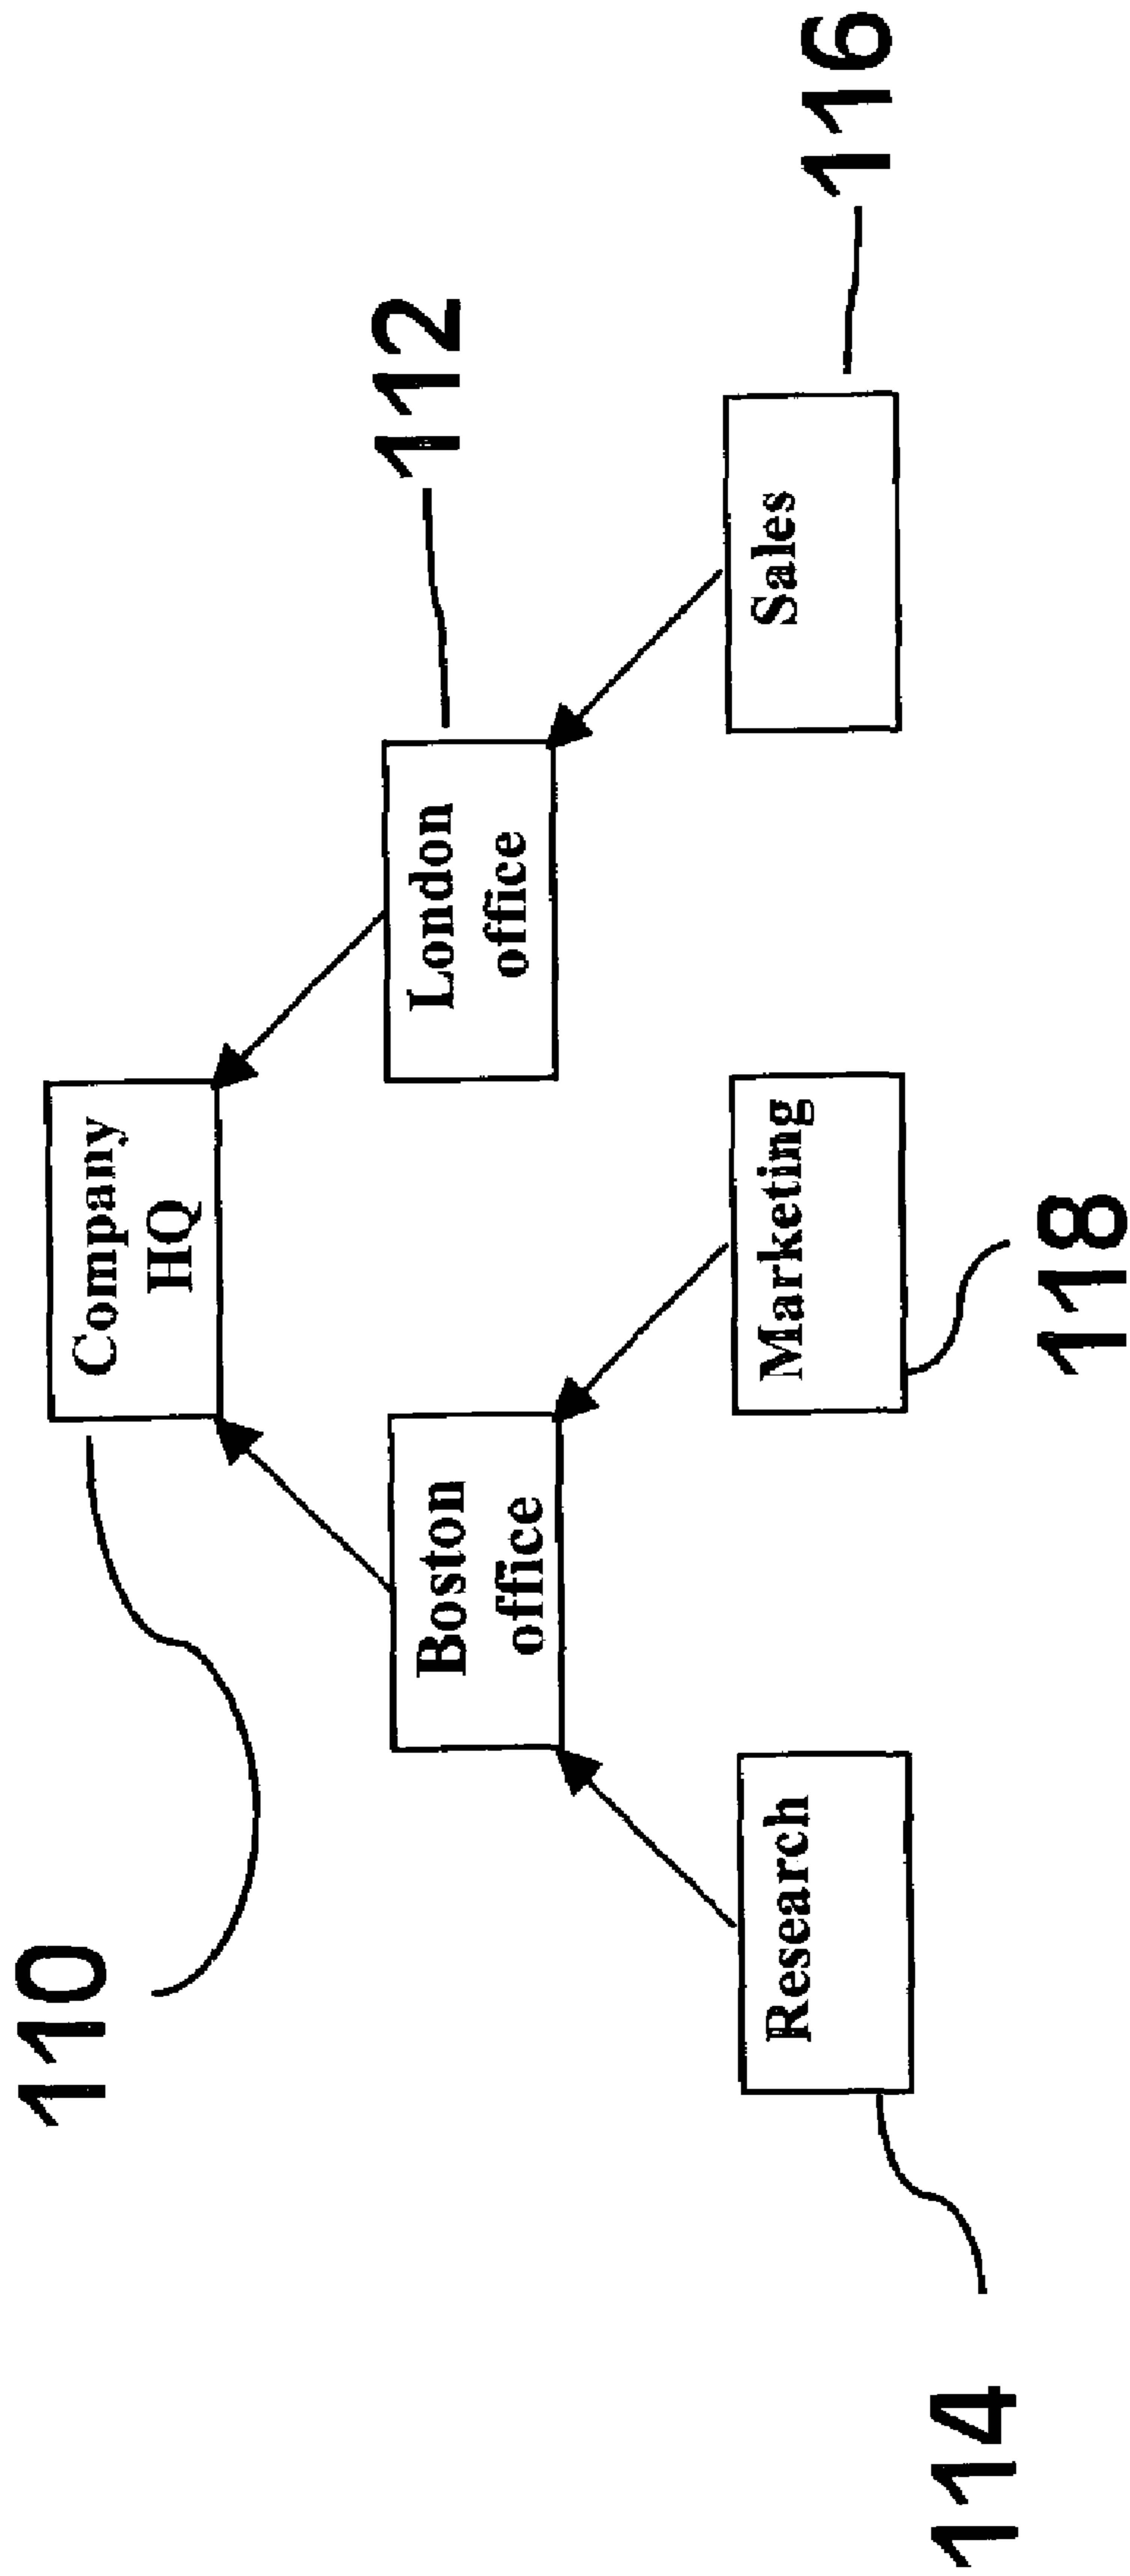 110
Company
HQ
Boston
office
London
office
112
Research
Marketing
Sales
116
114
118